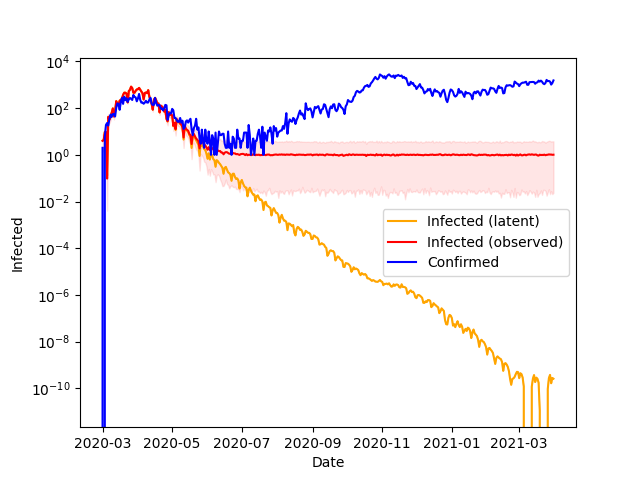 10^4
10^2
10^0
10^−2
10^−4
10^−6
10^−8
10^−10
Infected
Infected (latent)
Infected (observed)
Confirmed
2020-03 2020-05 2020-07 2020-09 2020-11 2021-01 2021-03
Date